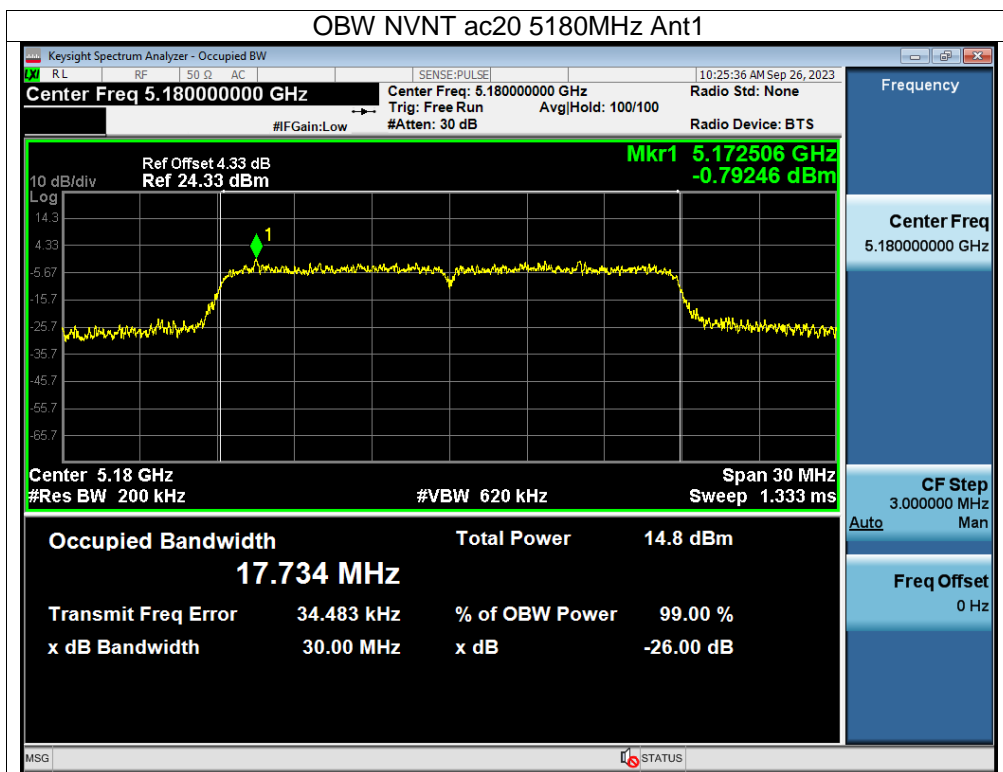 OBW NVNT ac20 5180MHz Ant1
Keysight Spectrum Analyzer - Occupied BW
LXI RL RF 50 Ω AC SENSE:PULSE 10:25:36 AM Sep 26, 2023
Center Freq 5.180000000 GHz
Center Freq: 5.180000000 GHz Radio Std: None
Trig: Free Run Avg|Hold: 100/100
#IFGain:Low #Atten: 30 dB Radio Device: BTS
Mkr1 5.172506 GHz
-0.79246 dBm
Ref Offset 4.33 dB
10 dB/div Ref 24.33 dBm
Log
14.3
1
4.33
-5.67
-15.7
-25.7
-35.7
-45.7
-55.7
-65.7
Center 5.18 GHz Span 30 MHz
#Res BW 200 kHz #VBW 620 kHz Sweep 1.333 ms
Occupied Bandwidth Total Power 14.8 dBm
17.734 MHz
Transmit Freq Error 34.483 kHz % of OBW Power 99.00 %
x dB Bandwidth 30.00 MHz x dB -26.00 dB
Frequency
Center Freq
5.180000000 GHz
CF Step
3.000000 MHz
Auto Man
Freq Offset
0 Hz
MSG STATUS